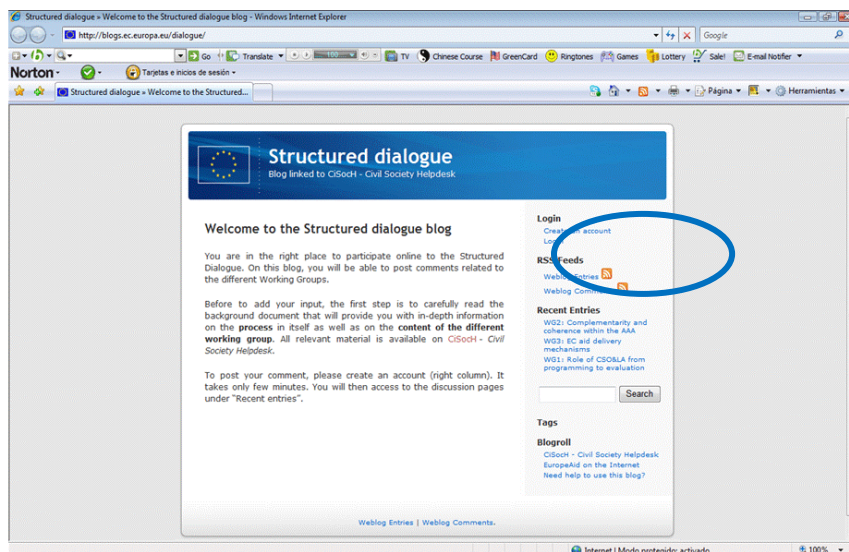 Structured dialogue » Welcome to the Structured dialogue blog - Windows Internet Explorer
http://blogs.ec.europa.eu/dialogue/
Google
Go Translate 100 TV Chinese Course GreenCard Ringtones Games Lottery Sale! E-mail Notifier
Norton Tarjetas e inicios de sesión
Structured dialogue » Welcome to the Structured...
Página Herramientas
Structured dialogue
Blog linked to CiSocH - Civil Society Helpdesk
Welcome to the Structured dialogue blog
You are in the right place to participate online to the Structured
Dialogue. On this blog, you will be able to post comments related to
the different Working Groups.
Before to add your input, the first step is to carefully read the
background document that will provide you with in-depth information
on the process in itself as well as on the content of the different
working group. All relevant material is available on CiSocH - Civil
Society Helpdesk.
To post your comment, please create an account (right column). It
takes only few minutes. You will then access to the discussion pages
under "Recent entries".
Login
Create an account
RSS Feeds
Weblog Entries
Weblog
Recent Entries
WG2: Complementarity and
coherence within the AAA
WG3: EC aid delivery
mechanisms
WG1: Role of CSO&LA from
programming to evaluation
Search
Tags
Blogroll
CiSocH - Civil Society Helpdesk
EuropeAid on the Internet
Need help to use this blog?
Weblog Entries | Weblog Comments.
Internet | Modo protegido: activado
100%